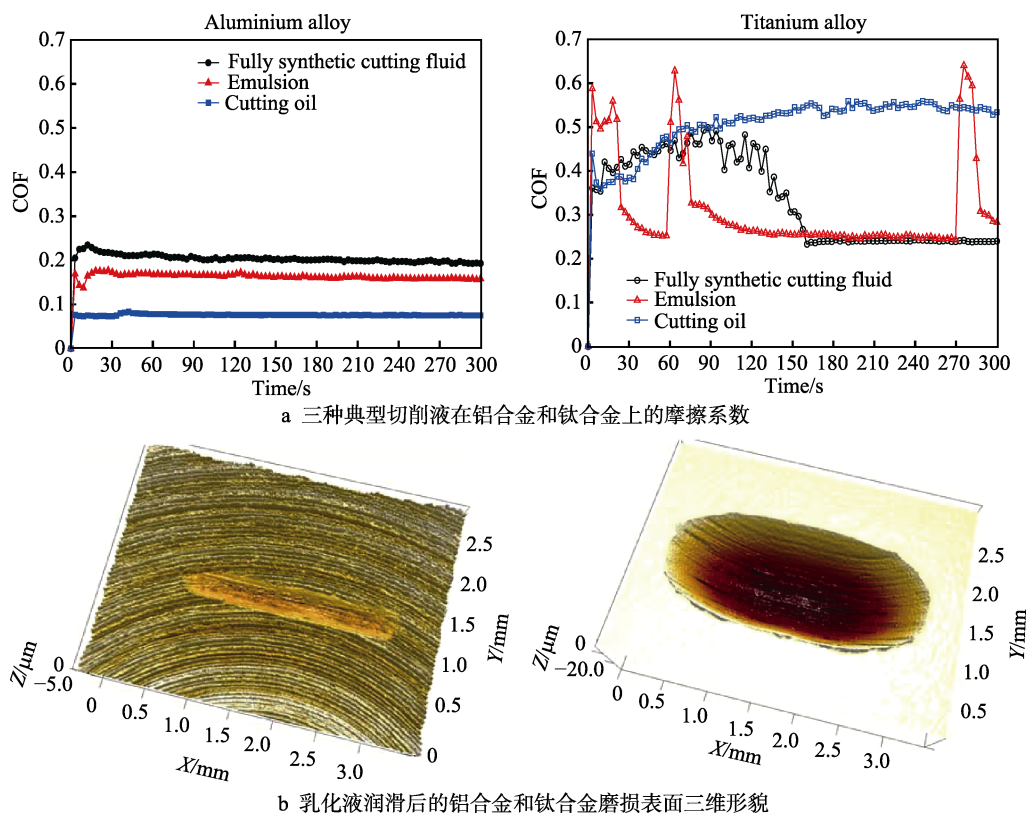 Aluminium alloy
0.7
0.6
0.5
0.4
0.3
0.2
0.1
0
COF
Fully synthetic cutting fluid
Emulsion
Cutting oil
0 30 60 90 120 150 180 210 240 270 300
Time/s
Titanium alloy
0.7
0.6
0.5
0.4
0.3
0.2
0.1
0
COF
Fully synthetic cutting fluid
Emulsion
Cutting oil
0 30 60 90 120 150 180 210 240 270 300
Time/s
a 三种典型切削液在铝合金和钛合金上的摩擦系数
Z/μm
0
−5.0
0 0.5 1.0 1.5 2.0 2.5 3.0
X/mm
2.5
2.0
1.5
1.0
0.5
0
Y/mm
Z/μm
0
−20.0
0 0.5 1.0 1.5 2.0 2.5 3.0
X/mm
2.5
2.0
1.5
1.0
0.5
Y/mm
b 乳化液润滑后的铝合金和钛合金磨损表面三维形貌